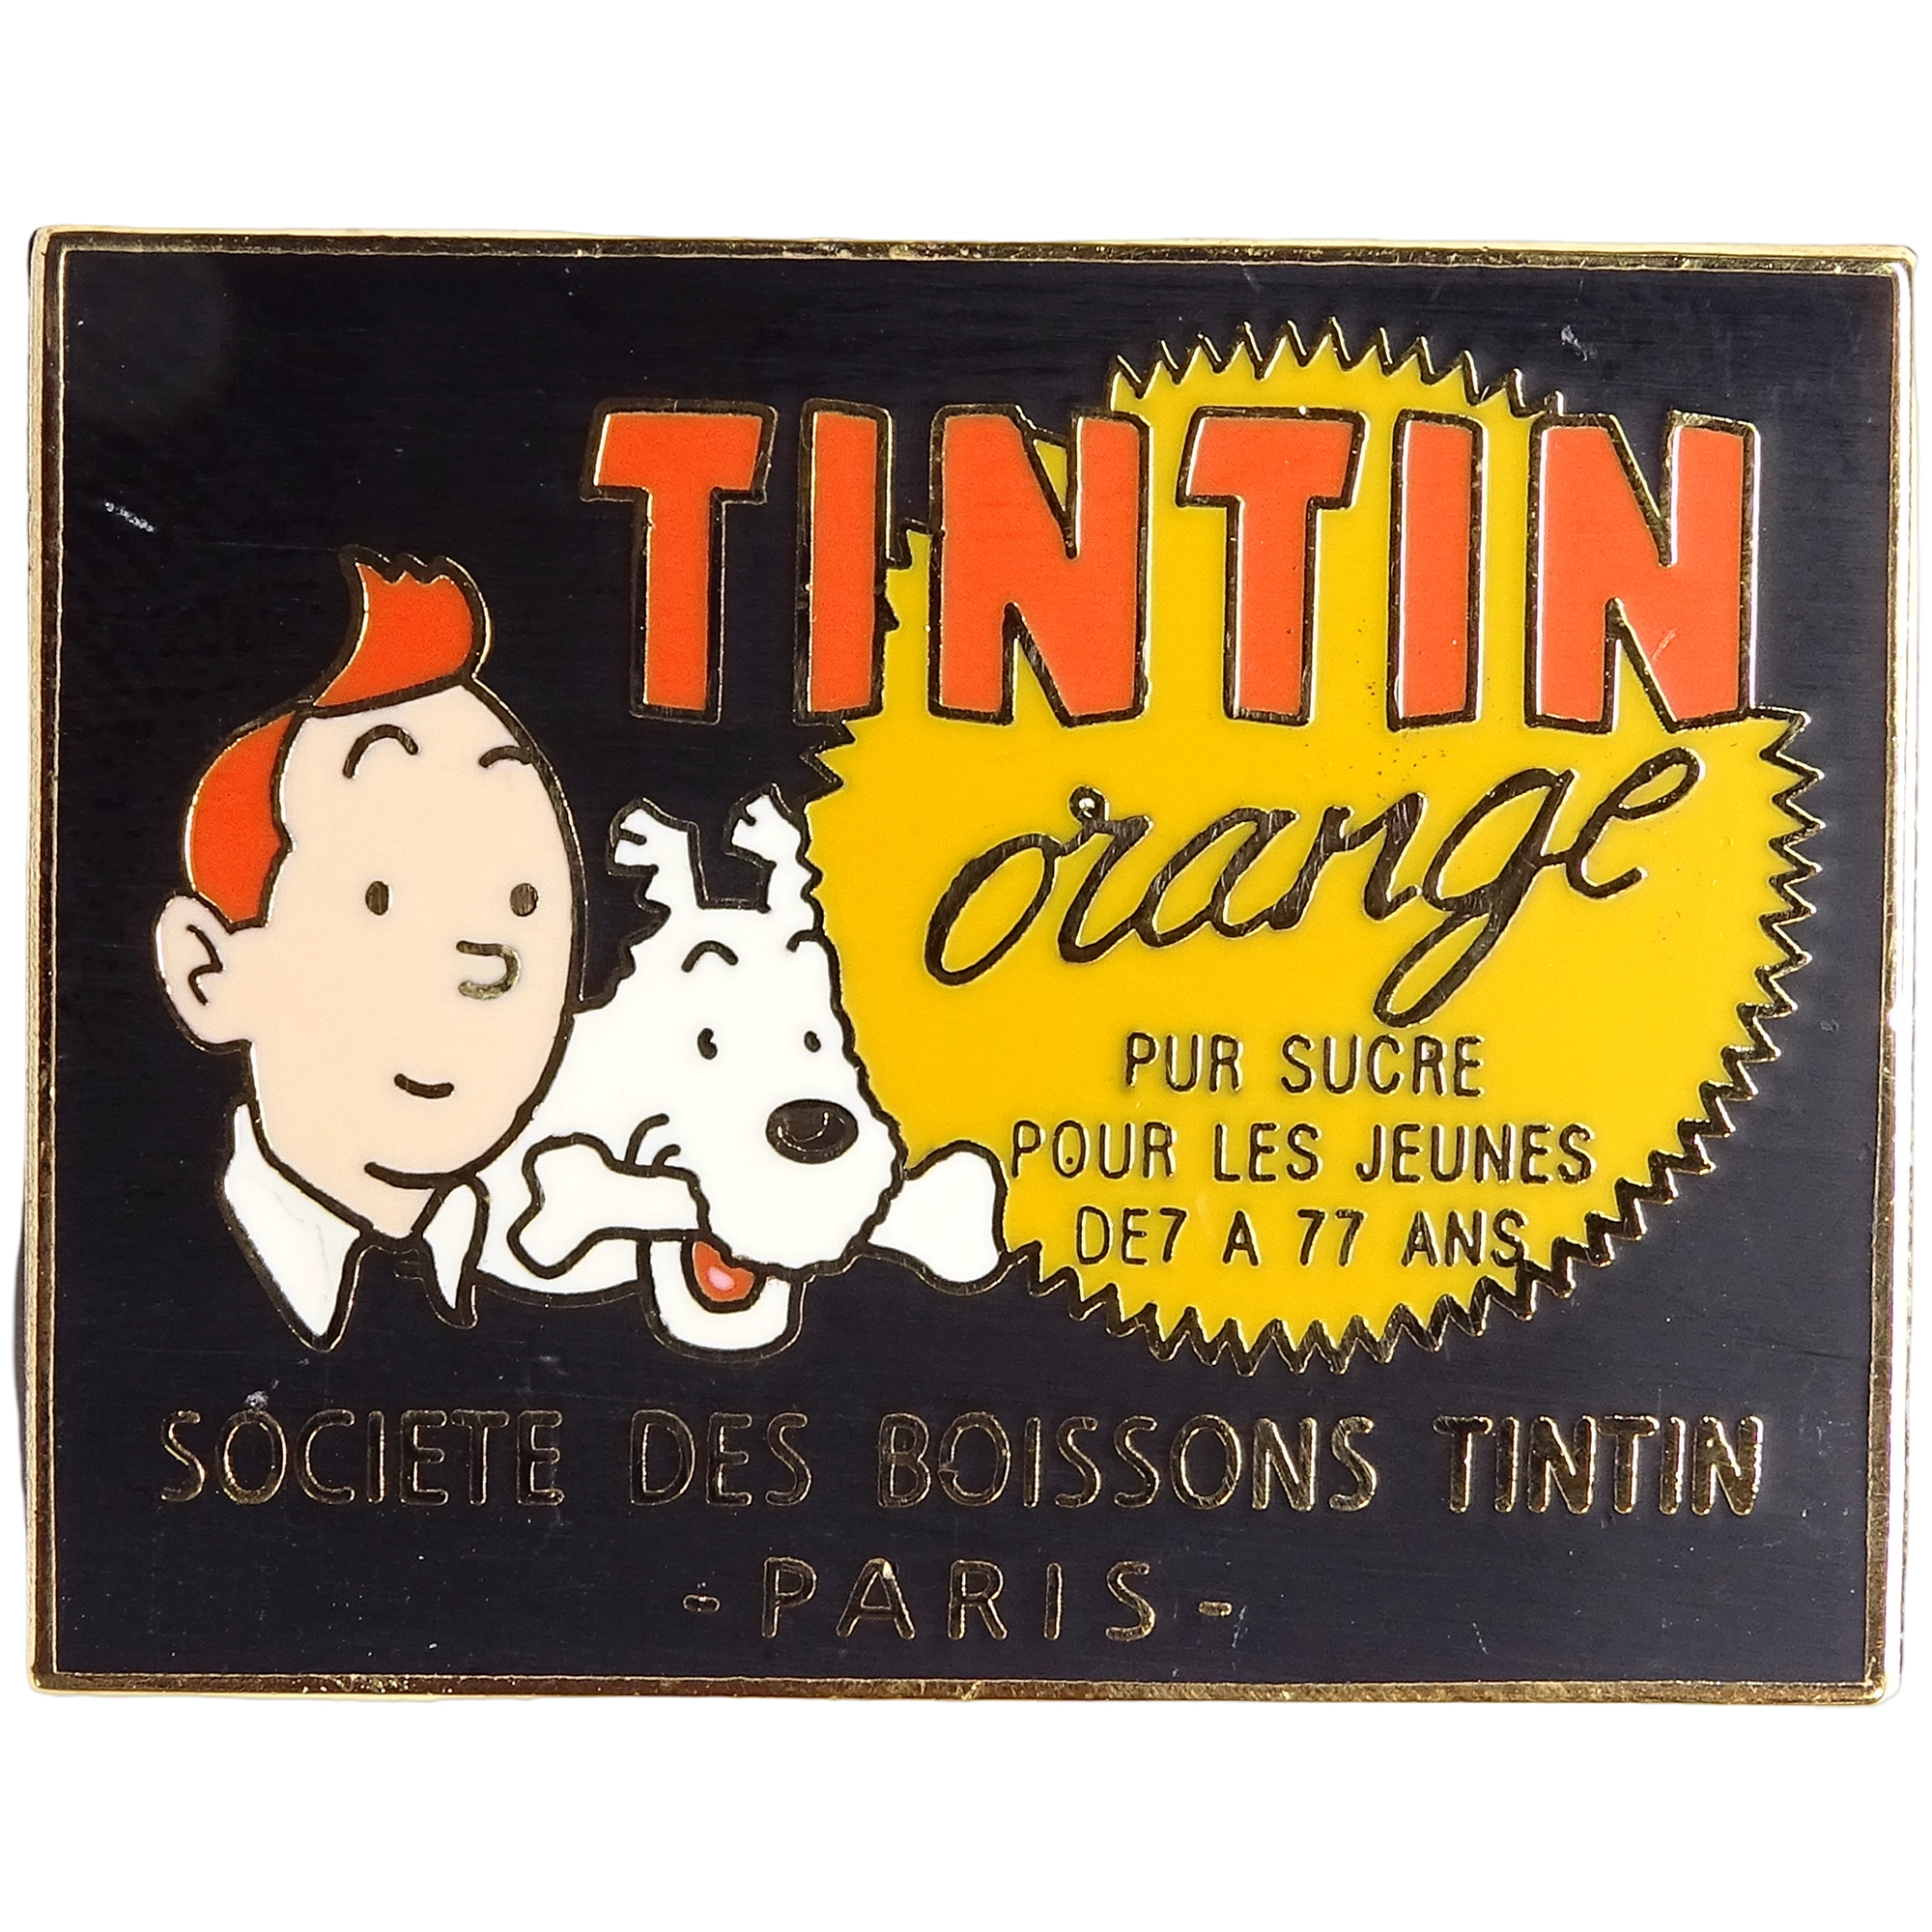 TINTIN
orange
PUR SUCRE
POUR LES JEUNES
DE7 A 77 ANS
SOCIETE DES BOISSONS TINTIN
- PARIS -